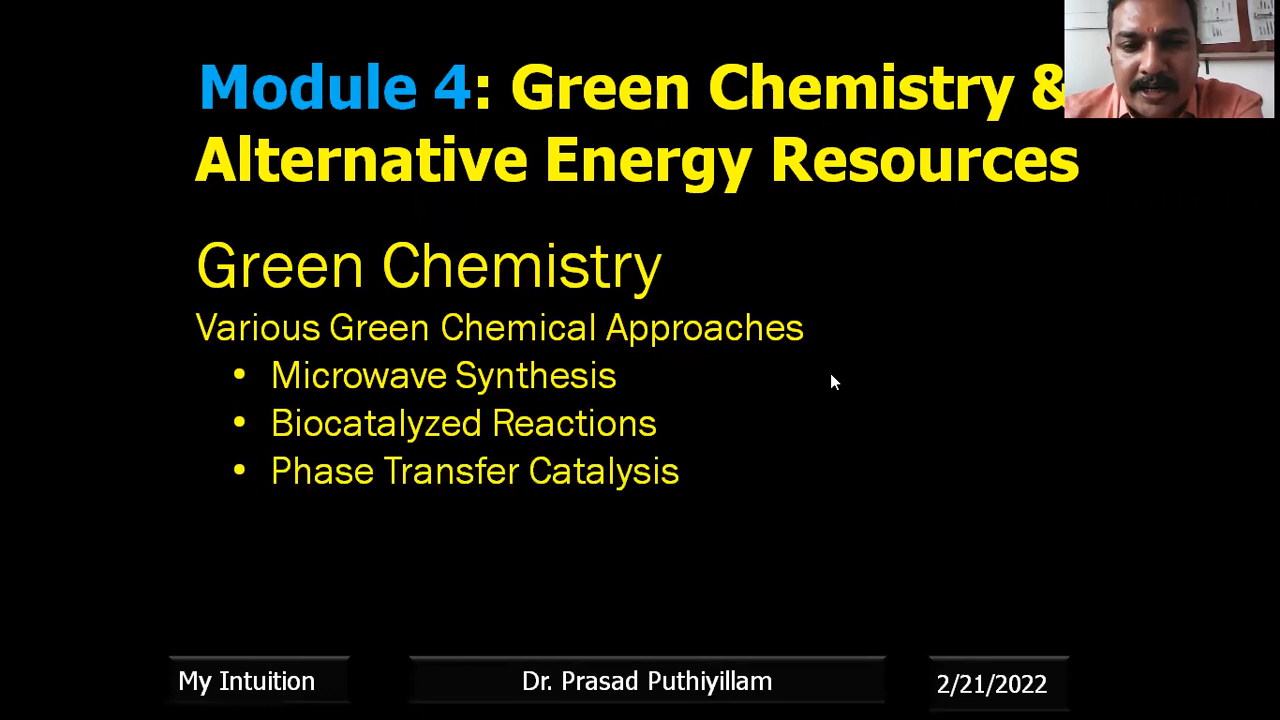 Module 4: Green Chemistry &
Alternative Energy Resources
Green Chemistry
Various Green Chemical Approaches
• Microwave Synthesis
• Biocatalyzed Reactions
• Phase Transfer Catalysis
My Intuition
Dr. Prasad Puthiyillam
2/21/2022